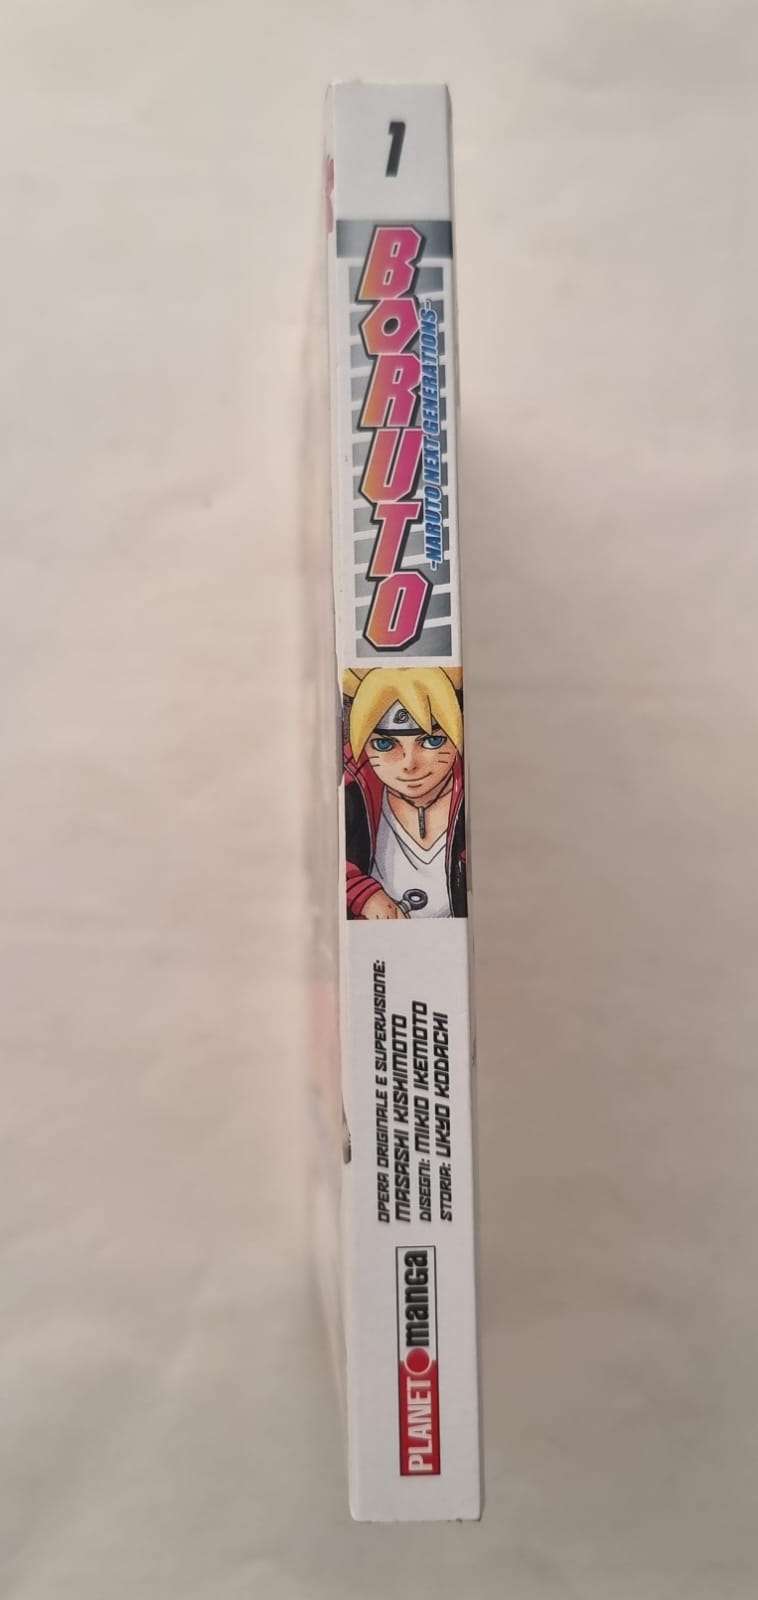 1
BORUTO
-NARUTO NEXT GENERATIONS-
OPERA ORIGINALE E SUPERVISIONE:
MASASHI KISHIMOTO
DISEGNI: MIKIO IKEMOTO
STORIA: UKYO KODACHI
PLANET manga